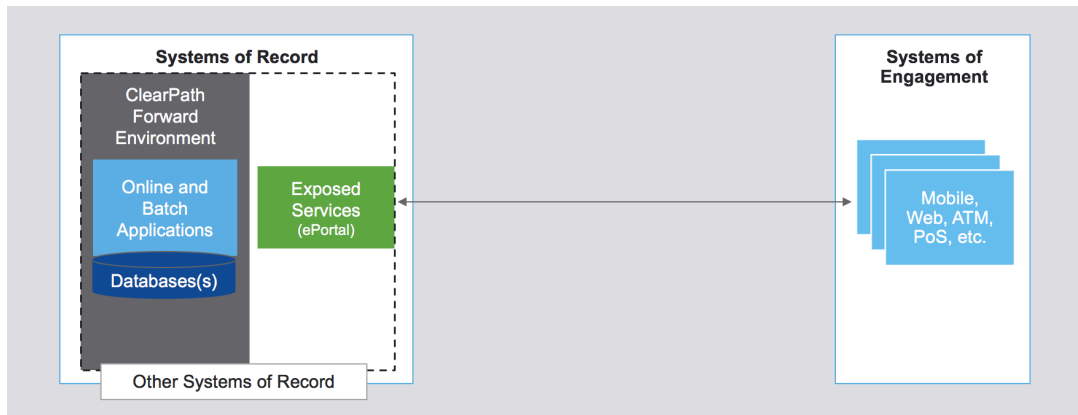 Systems of Record
ClearPath
Forward
Environment
Online and
Batch
Applications
Databases(s)
Exposed
Services
(ePortal)
Other Systems of Record
Systems of
Engagement
Mobile,
Web, ATM,
PoS, etc.